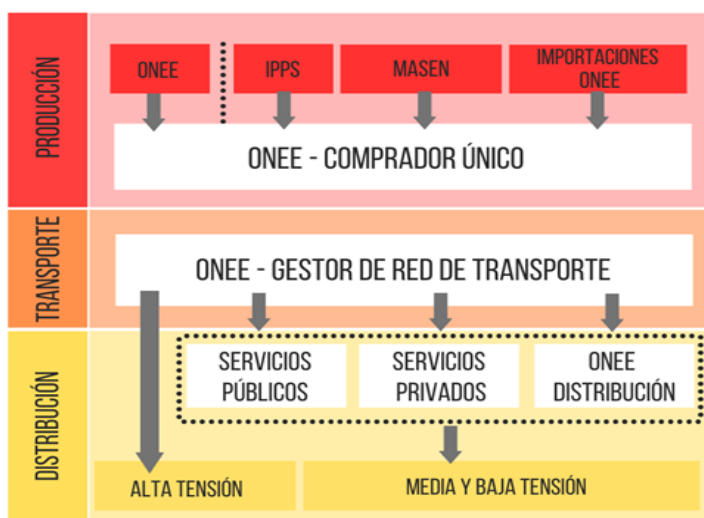 PRODUCCIÓN
ONEE
IPPS
MASEN
IMPORTACIONES
ONEE
ONEE - COMPRADOR ÚNICO
TRANSPORTE
ONEE - GESTOR DE RED DE TRANSPORTE
DISTRIBUCIÓN
SERVICIOS
PÚBLICOS
SERVICIOS
PRIVADOS
ONEE
DISTRIBUCIÓN
ALTA TENSIÓN
MEDIA Y BAJA TENSIÓN